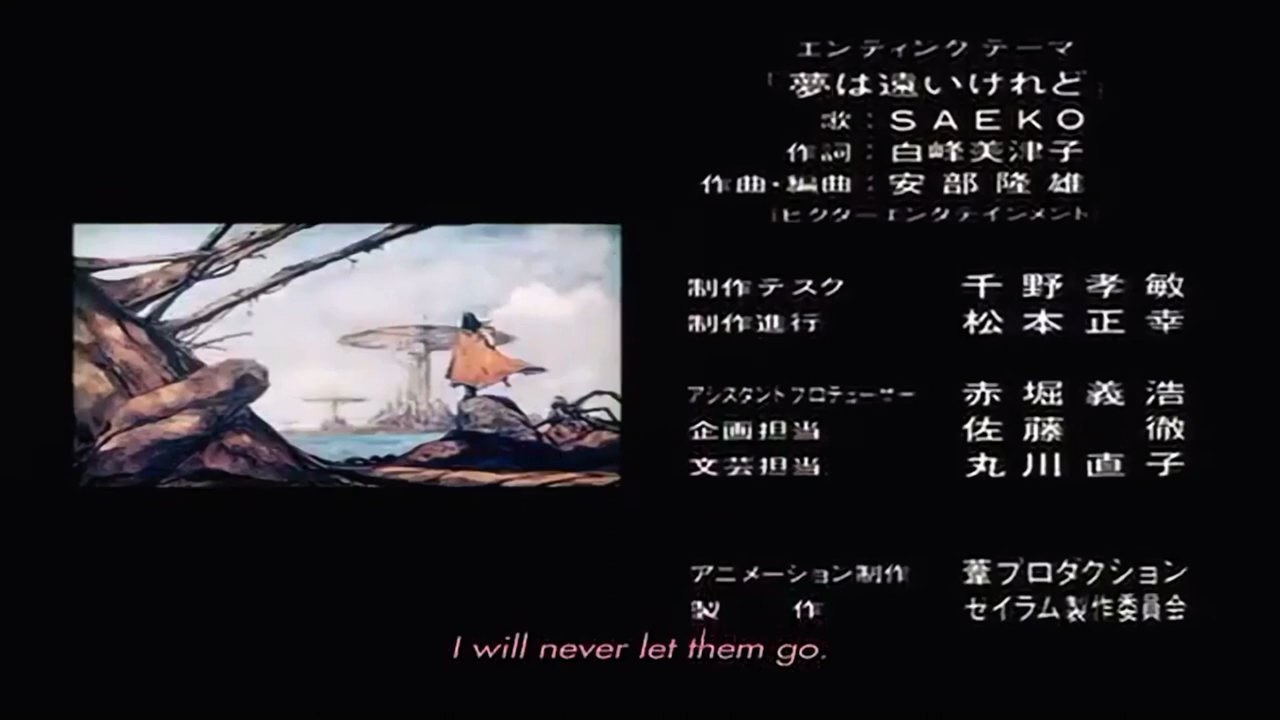 エンディング テーマ
「夢は遠いけれど」
歌：SAEKO
作詞：白峰美津子
作曲・編曲：安部隆雄
(ビクターエンタテインメント)
制作デスク 千野孝敏
制作進行 松本正幸
アシスタントプロデューサー 赤堀義浩
企画担当 佐藤 徹
文芸担当 丸川直子
アニメーション制作 葦プロダクション
製作 ゼイラム製作委員会
I will never let them go.